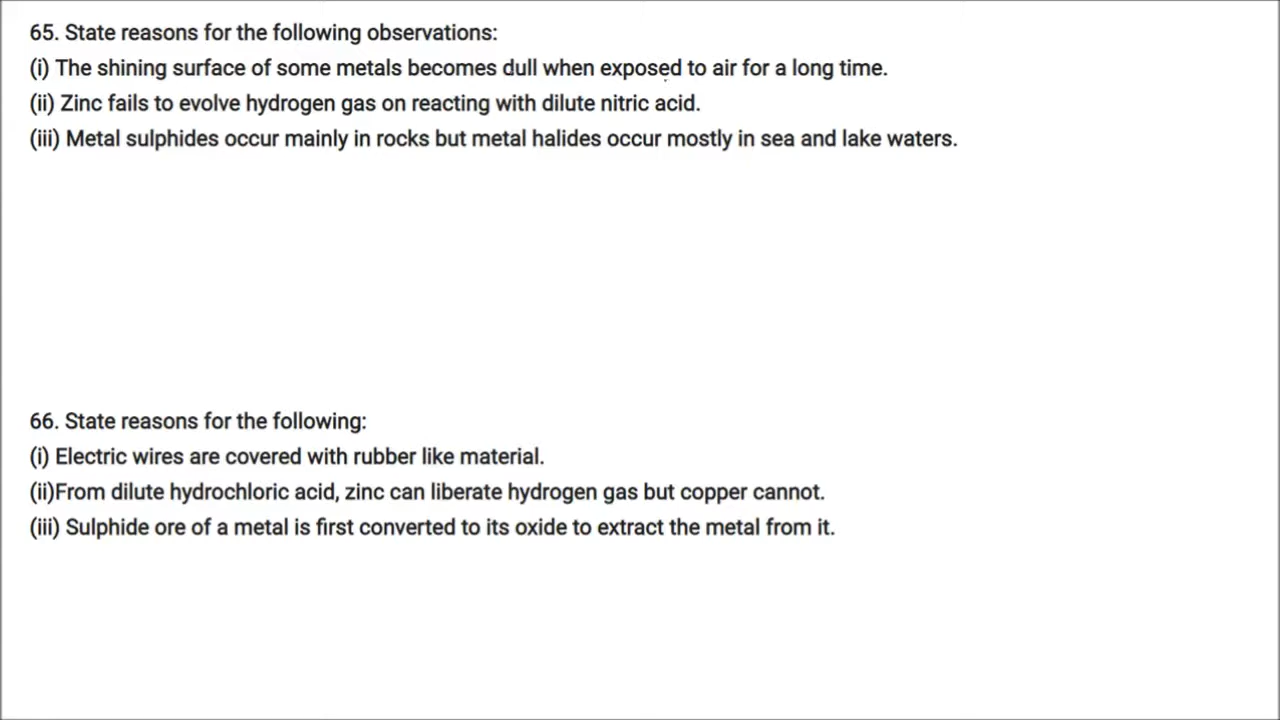 65. State reasons for the following observations:
(i) The shining surface of some metals becomes dull when exposed to air for a long time.
(ii) Zinc fails to evolve hydrogen gas on reacting with dilute nitric acid.
(iii) Metal sulphides occur mainly in rocks but metal halides occur mostly in sea and lake waters.
66. State reasons for the following:
(i) Electric wires are covered with rubber like material.
(ii)From dilute hydrochloric acid, zinc can liberate hydrogen gas but copper cannot.
(iii) Sulphide ore of a metal is first converted to its oxide to extract the metal from it.